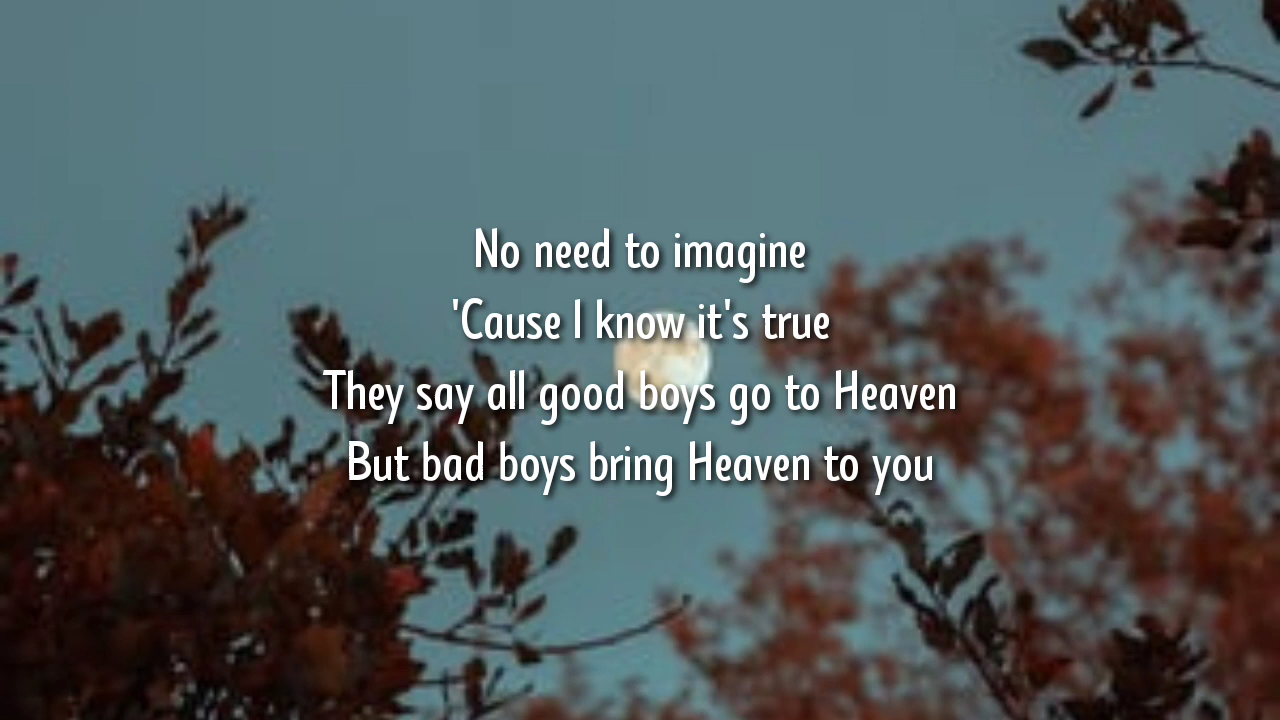 No need to imagine
'Cause I know it's true
They say all good boys go to Heaven
But bad boys bring Heaven to you